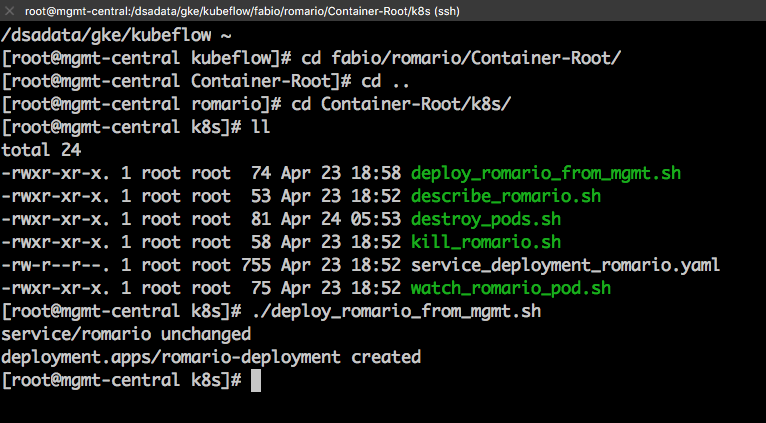 root@mgmt-central:/dsadata/gke/kubeflow/fabio/romario/Container-Root/k8s (ssh)
/dsadata/gke/kubeflow ~
[root@mgmt-central kubeflow]# cd fabio/romario/Container-Root/
[root@mgmt-central Container-Root]# cd ..
[root@mgmt-central romario]# cd Container-Root/k8s/
[root@mgmt-central k8s]# ll
total 24
-rwxr-xr-x. 1 root root  74 Apr 23 18:58 deploy_romario_from_mgmt.sh
-rwxr-xr-x. 1 root root  53 Apr 23 18:52 describe_romario.sh
-rwxr-xr-x. 1 root root  81 Apr 24 05:53 destroy_pods.sh
-rwxr-xr-x. 1 root root  58 Apr 23 18:52 kill_romario.sh
-rw-r--r--. 1 root root 755 Apr 23 18:52 service_deployment_romario.yaml
-rwxr-xr-x. 1 root root  75 Apr 23 18:52 watch_romario_pod.sh
[root@mgmt-central k8s]# ./deploy_romario_from_mgmt.sh
service/romario unchanged
deployment.apps/romario-deployment created
[root@mgmt-central k8s]#